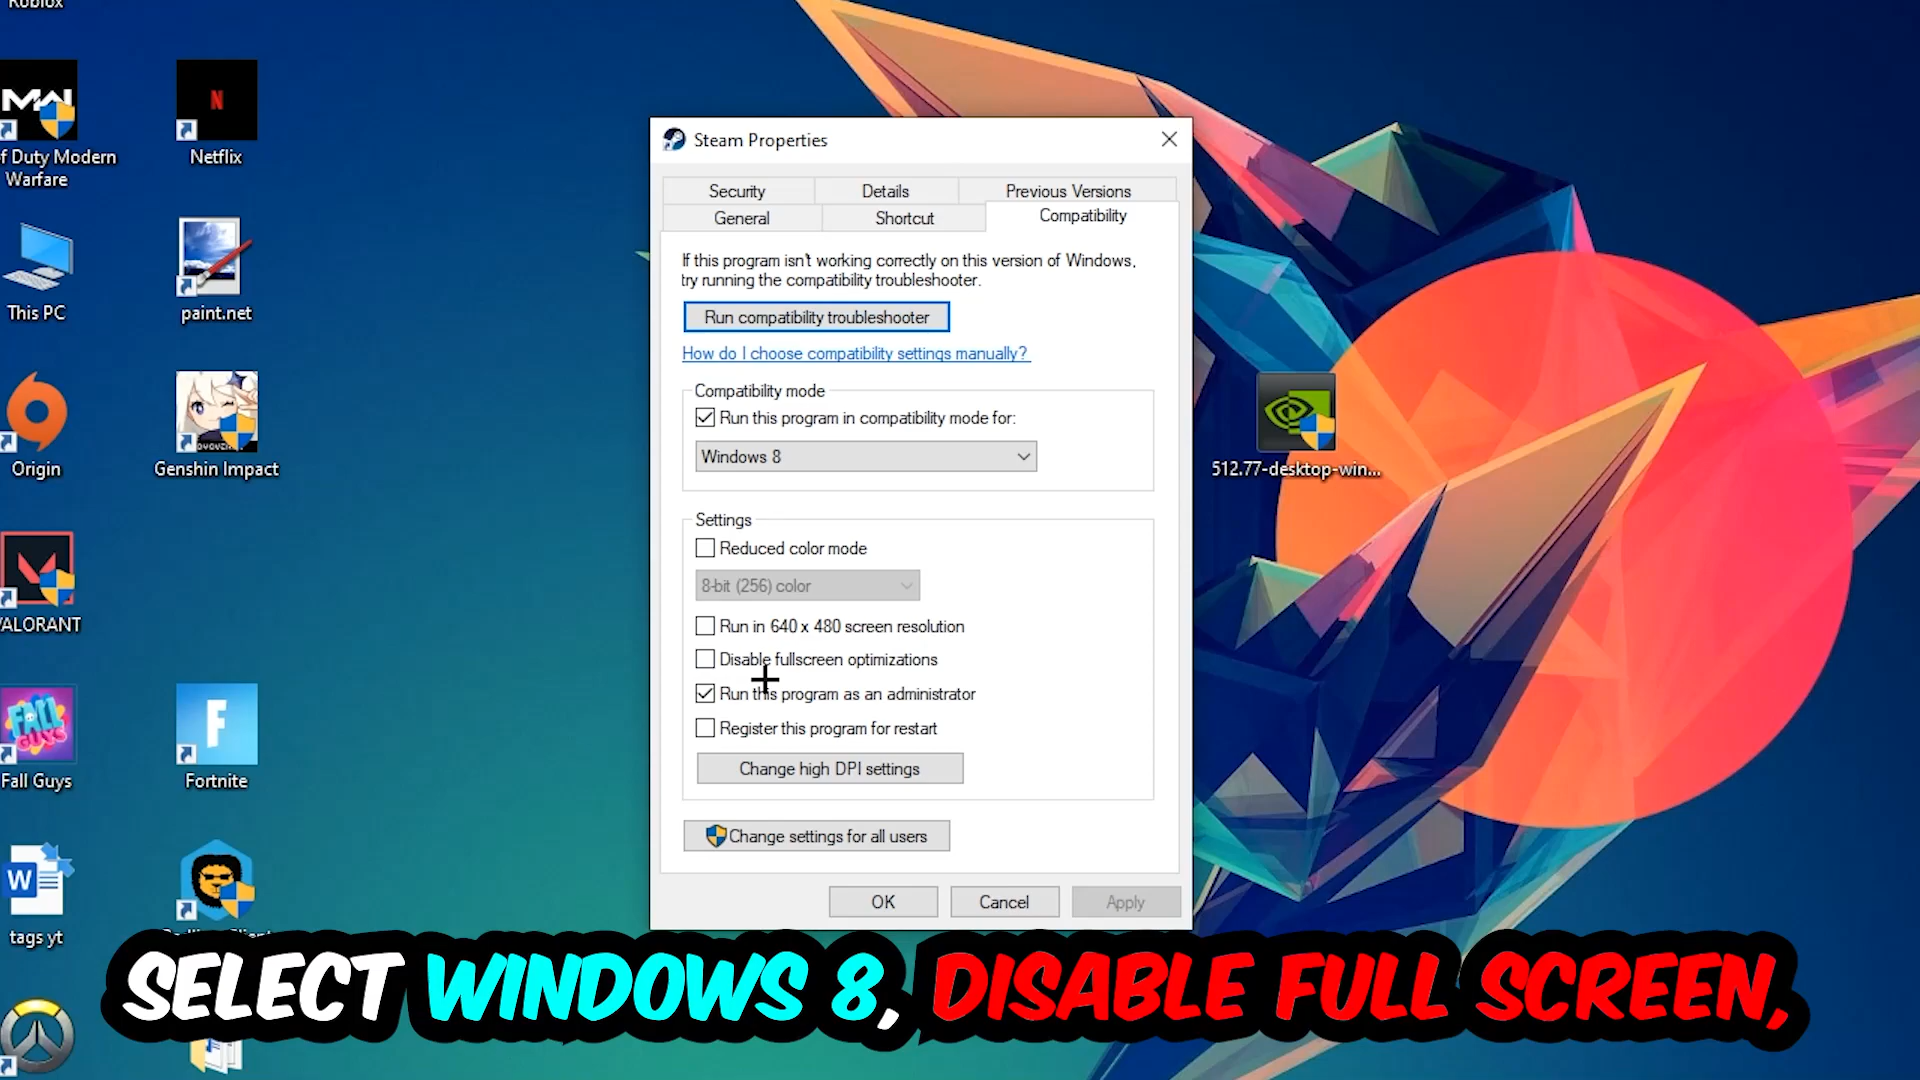 Roblox
MW
N
f Duty Modern
Warfare
Netflix
This PC
paint.net
Origin
Genshin Impact
VALORANT
FALL
GUYS
F
Fall Guys
Fortnite
W
tags yt
512.77-desktop-win...
Steam Properties
Security
Details
Previous Versions
General
Shortcut
Compatibility
If this program isn't working correctly on this version of Windows,
try running the compatibility troubleshooter.
Run compatibility troubleshooter
How do I choose compatibility settings manually?
Compatibility mode
Run this program in compatibility mode for:
Windows 8
Settings
Reduced color mode
8-bit (256) color
Run in 640 x 480 screen resolution
Disable fullscreen optimizations
Run this program as an administrator
Register this program for restart
Change high DPI settings
Change settings for all users
OK
Cancel
Apply
SELECT WINDOWS 8, DISABLE FULL SCREEN,